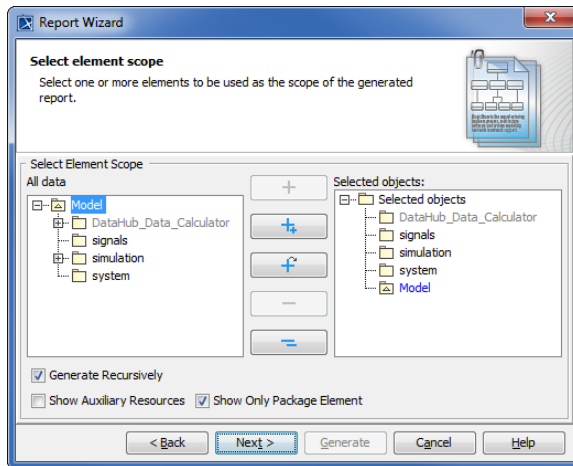 Report Wizard
Select element scope
Select one or more elements to be used as the scope of the generated
report.
Select Element Scope
All data
Model
DataHub_Data_Calculator
signals
simulation
system
Selected objects:
Selected objects
DataHub_Data_Calculator
signals
simulation
system
Model
Generate Recursively
Show Auxiliary Resources
Show Only Package Element
< Back
Next >
Generate
Cancel
Help